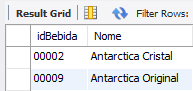 Result Grid Filter Rows:
idBebida Nome
00002 Antarctica Cristal
00009 Antarctica Original